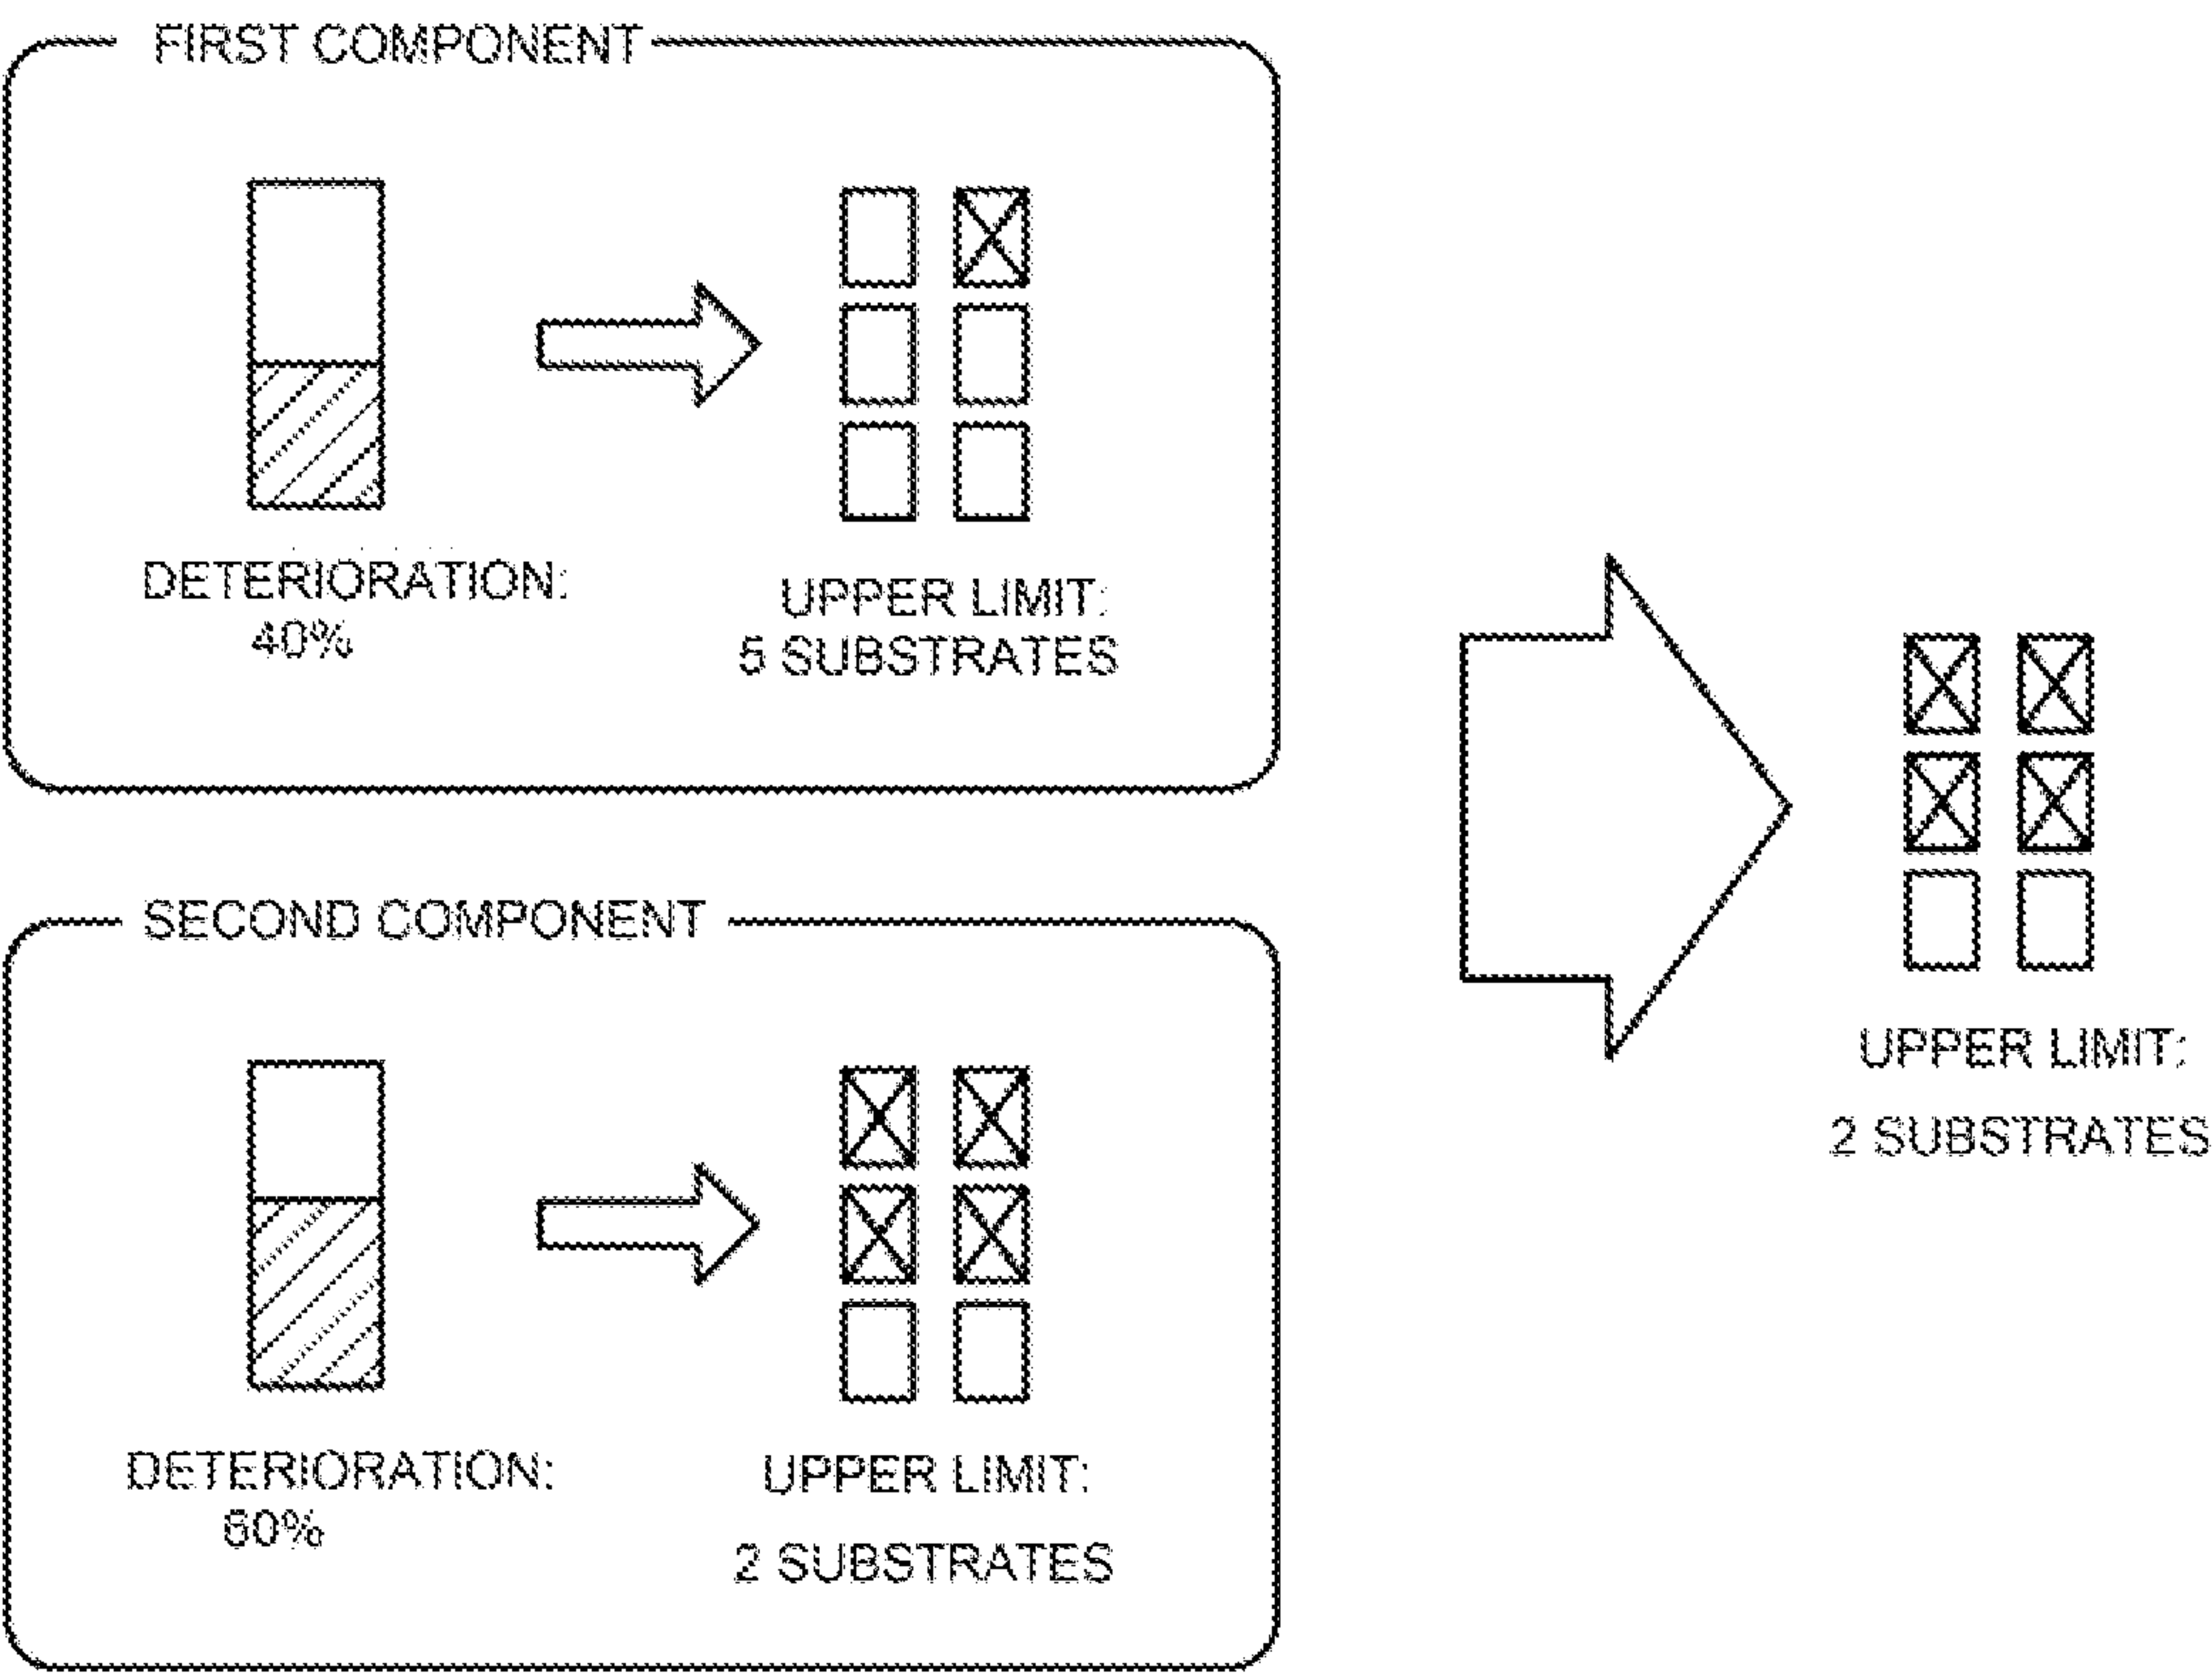 FIRST COMPONENT
DETERIORATION:
40%
UPPER LIMIT:
5 SUBSTRATES
SECOND COMPONENT
DETERIORATION:
60%
UPPER LIMIT:
2 SUBSTRATES
UPPER LIMIT:
2 SUBSTRATES